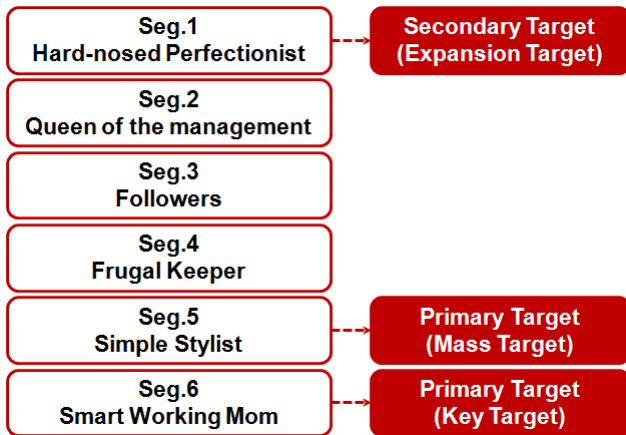 Seg.1
Hard-nosed Perfectionist
Secondary Target
(Expansion Target)
Seg.2
Queen of the management
Seg.3
Followers
Seg.4
Frugal Keeper
Seg.5
Simple Stylist
Primary Target
(Mass Target)
Seg.6
Smart Working Mom
Primary Target
(Key Target)